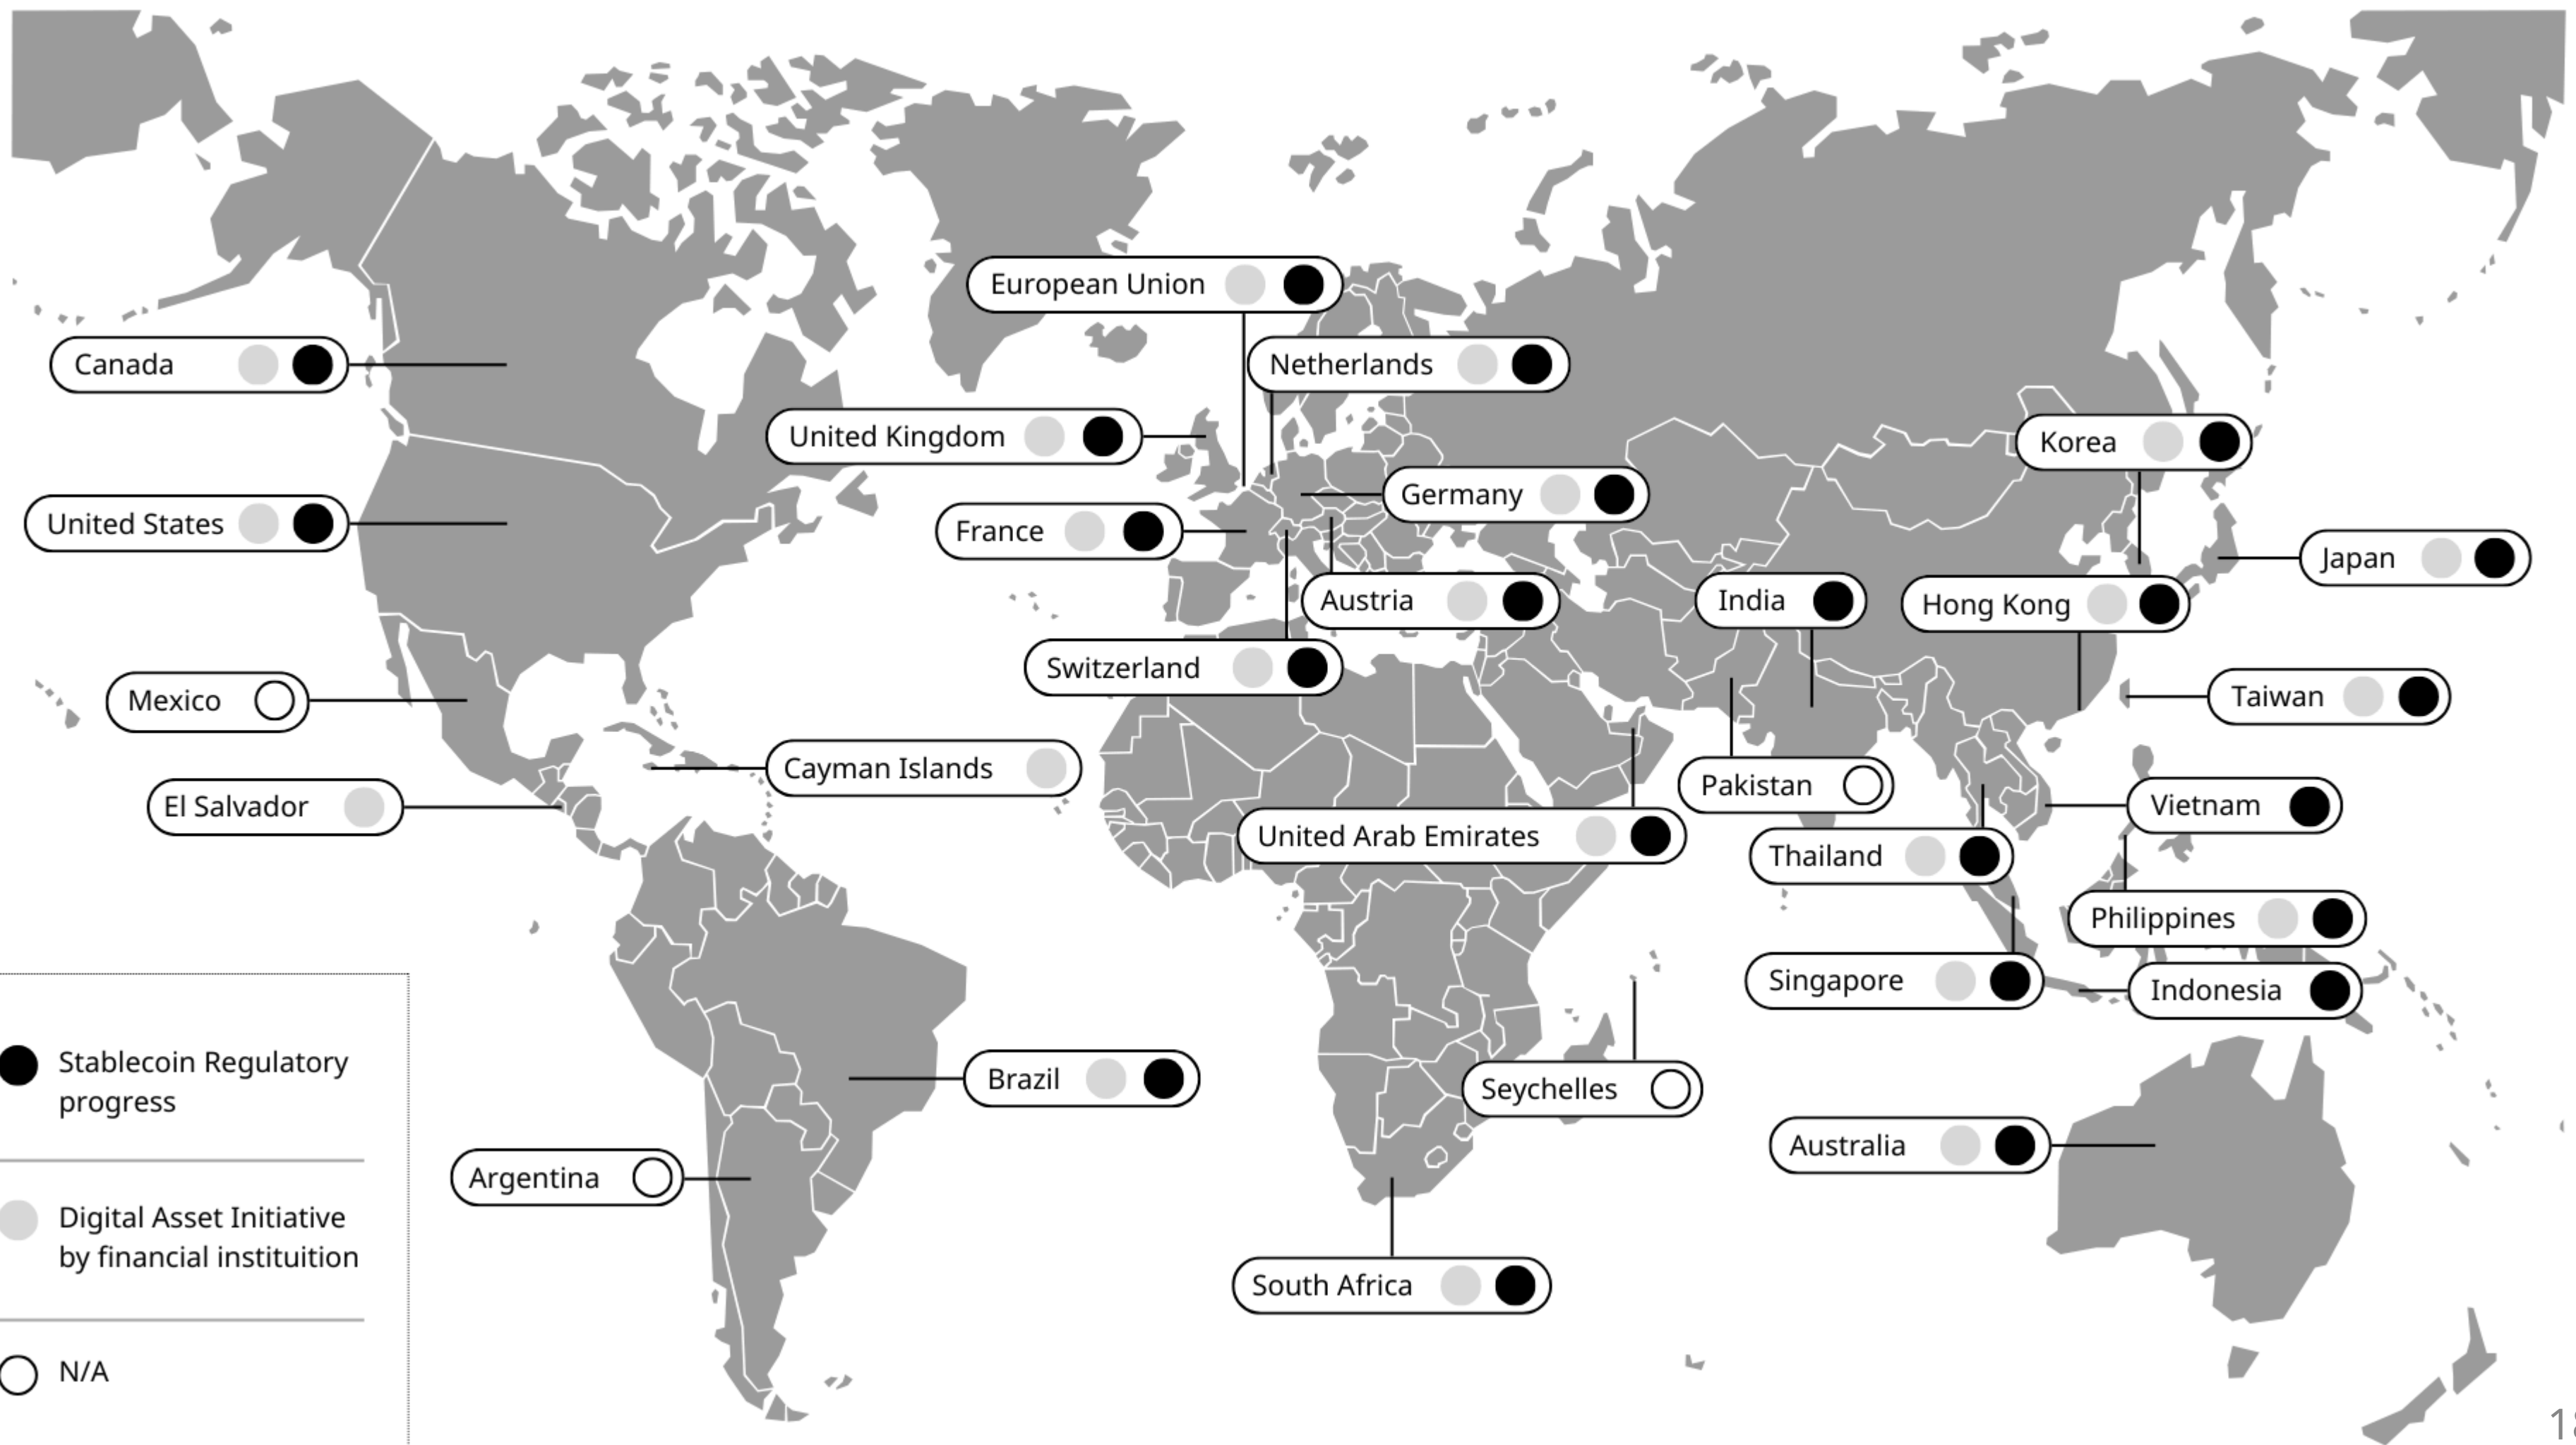 European Union
Netherlands
Canada
United Kingdom
Korea
Germany
United States
France
Japan
Austria
India
Hong Kong
Switzerland
Mexico
Taiwan
Cayman Islands
El Salvador
Pakistan
Vietnam
United Arab Emirates
Thailand
Philippines
Singapore
Indonesia
Stablecoin Regulatory
progress
Brazil
Seychelles
Australia
Argentina
Digital Asset Initiative
by financial instituition
South Africa
N/A